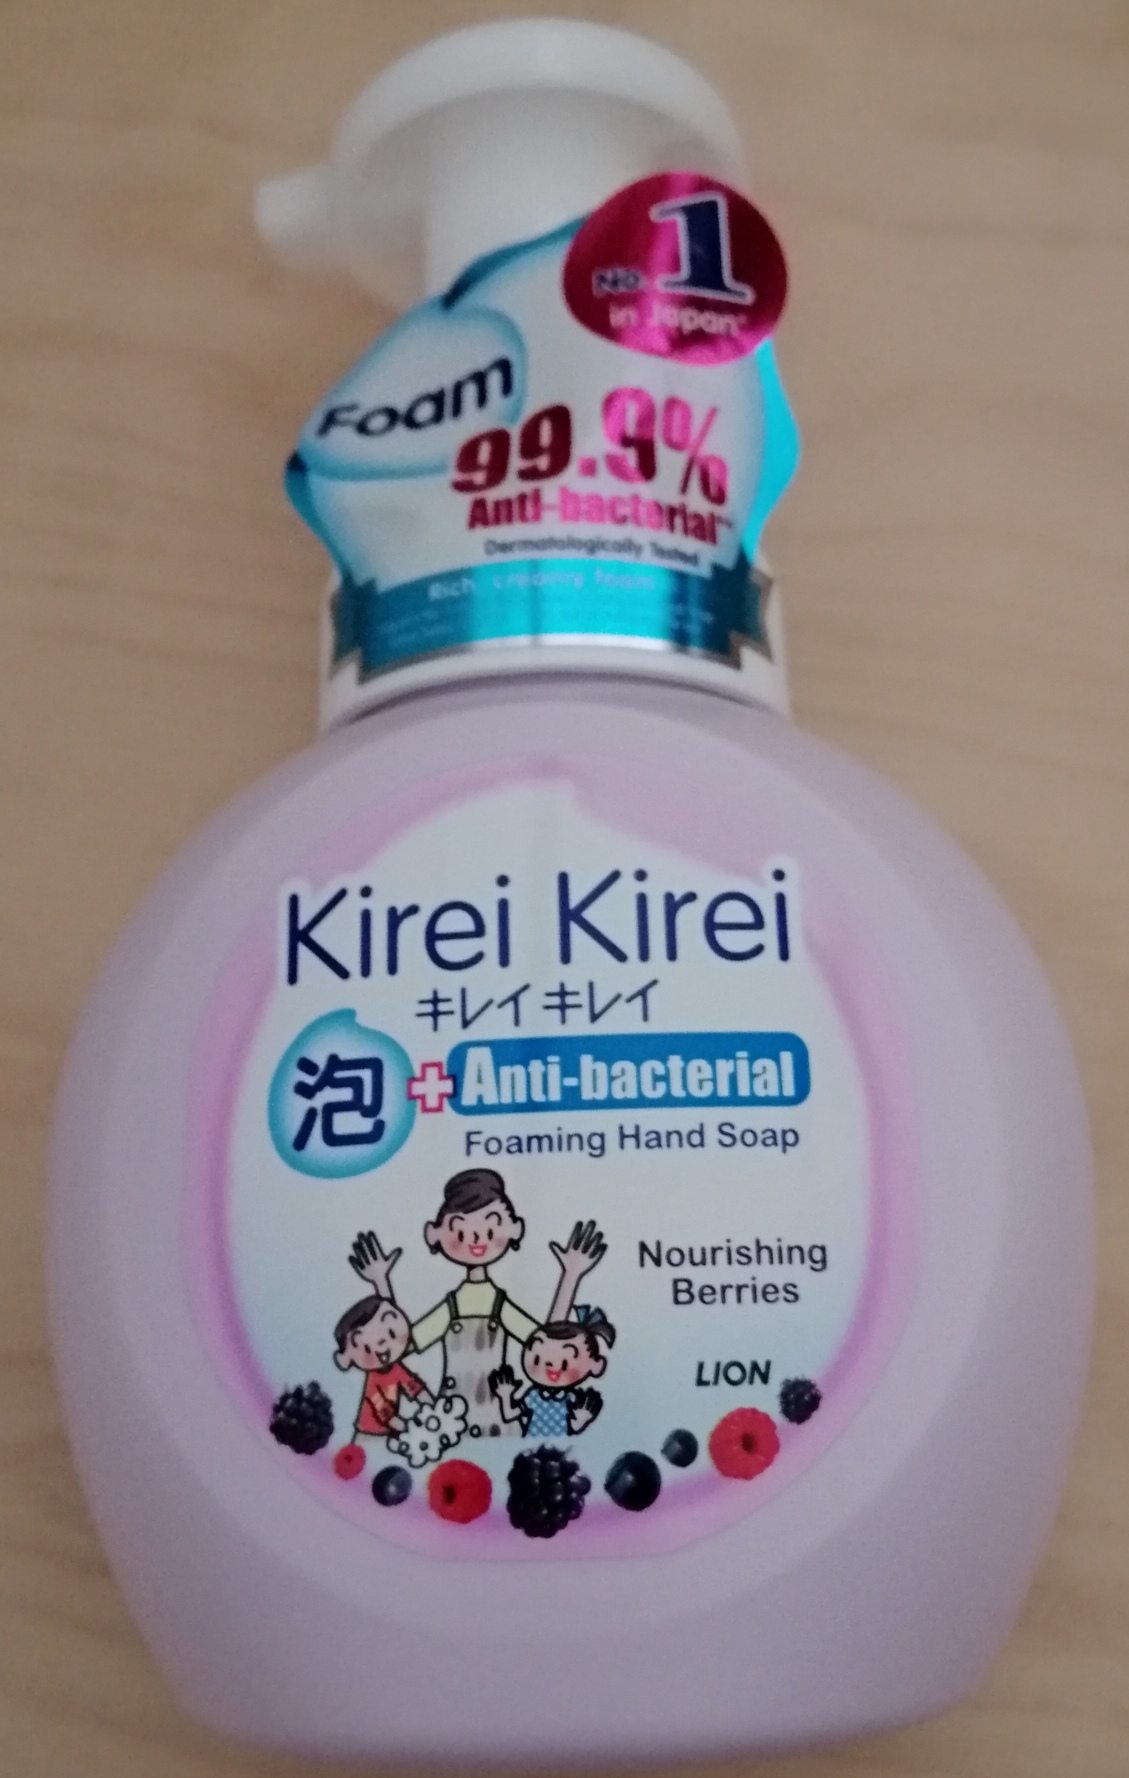 No. 1
in Japan*
Foam
99.9%
Anti-bacterial**
Dermatologically Tested
Rich, creamy foam
Kirei Kirei
キレイキレイ
泡 + Anti-bacterial
Foaming Hand Soap
Nourishing
Berries
LION